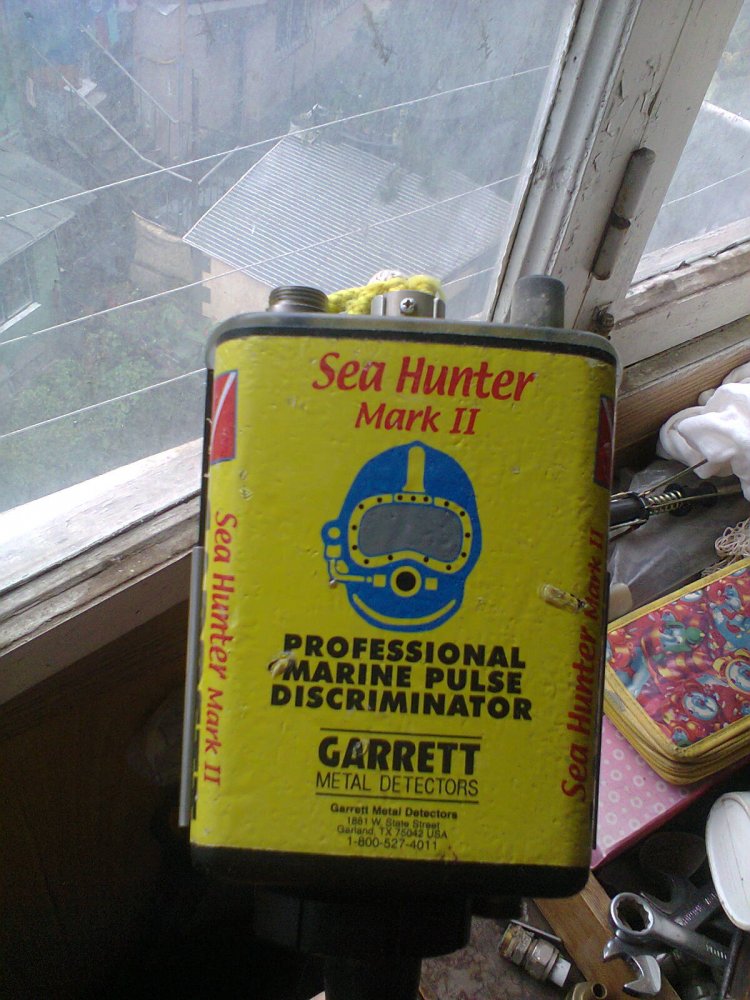 Sea Hunter
Mark II
PROFESSIONAL
MARINE PULSE
DISCRIMINATOR
GARRETT
METAL DETECTORS
Garrett Metal Detectors
1881 W. State Street
Garland, TX 75042 USA
1-800-527-4011
Sea Hunter Mark II
Sea Hunter Mark II